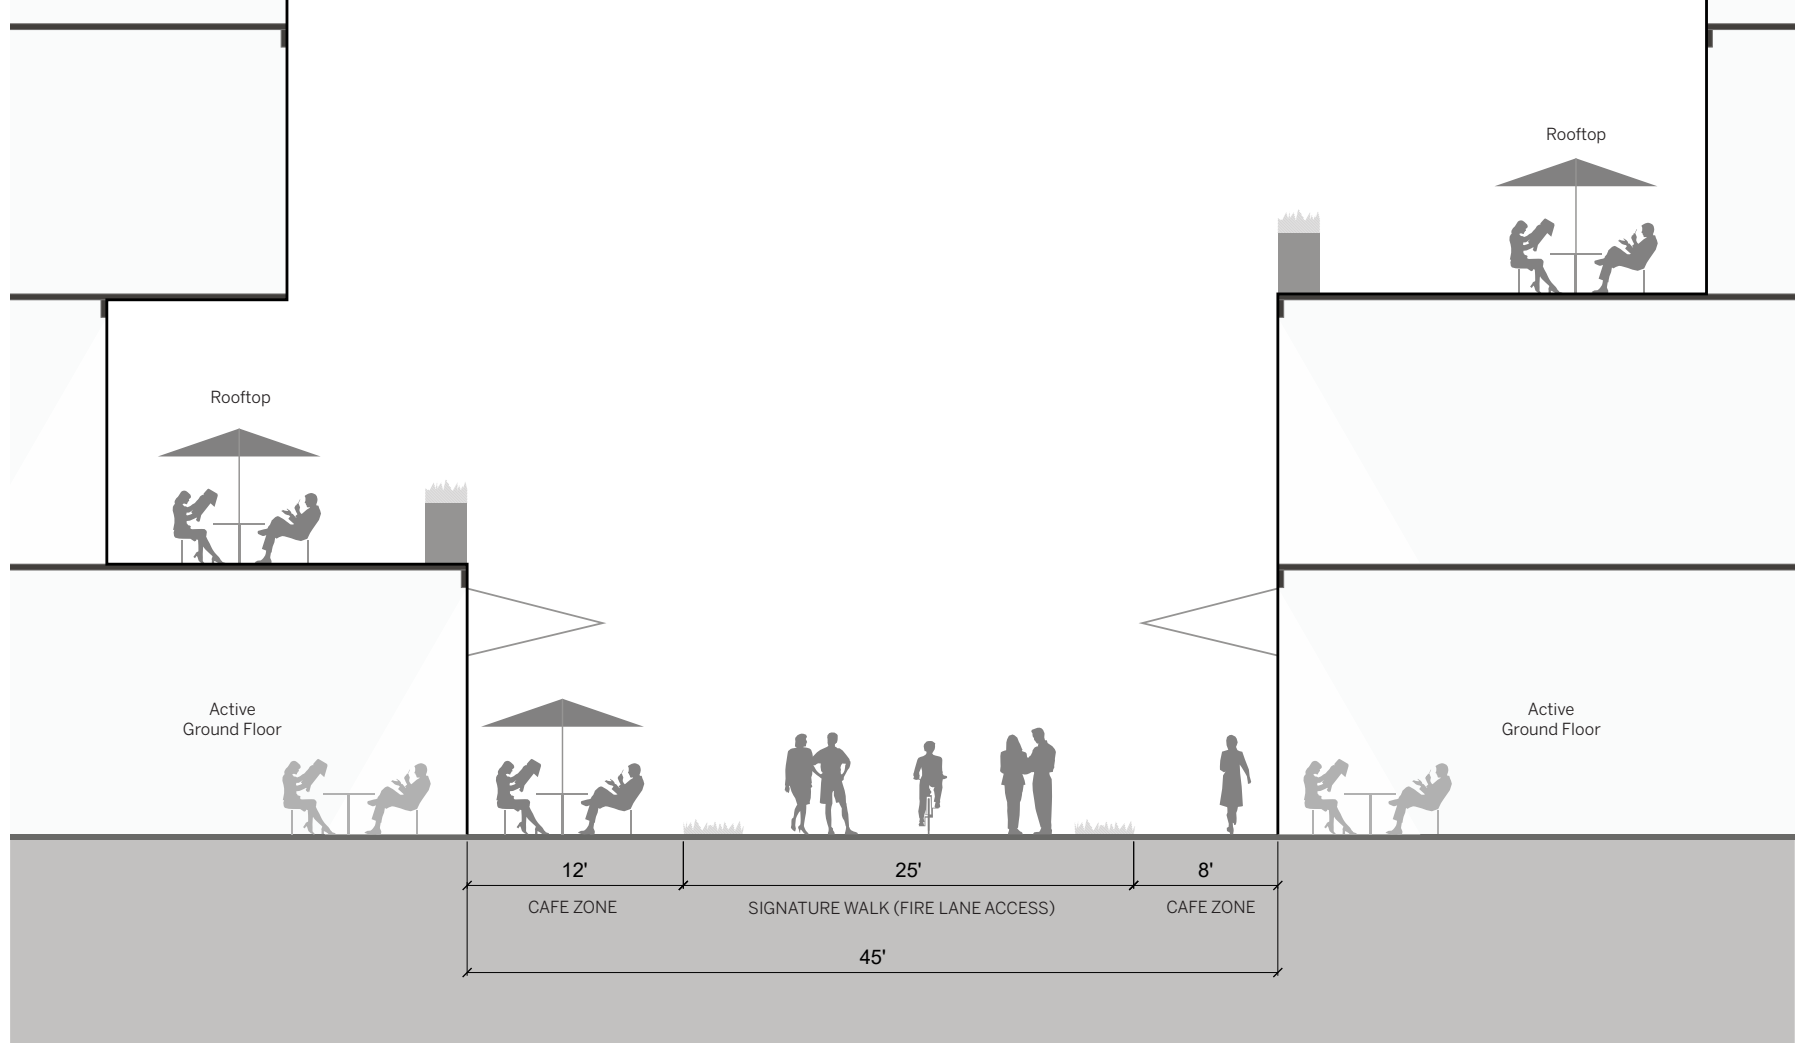 Rooftop
Rooftop
Active
Ground Floor
Active
Ground Floor
12'
25'
8'
CAFE ZONE
SIGNATURE WALK (FIRE LANE ACCESS)
CAFE ZONE
45'